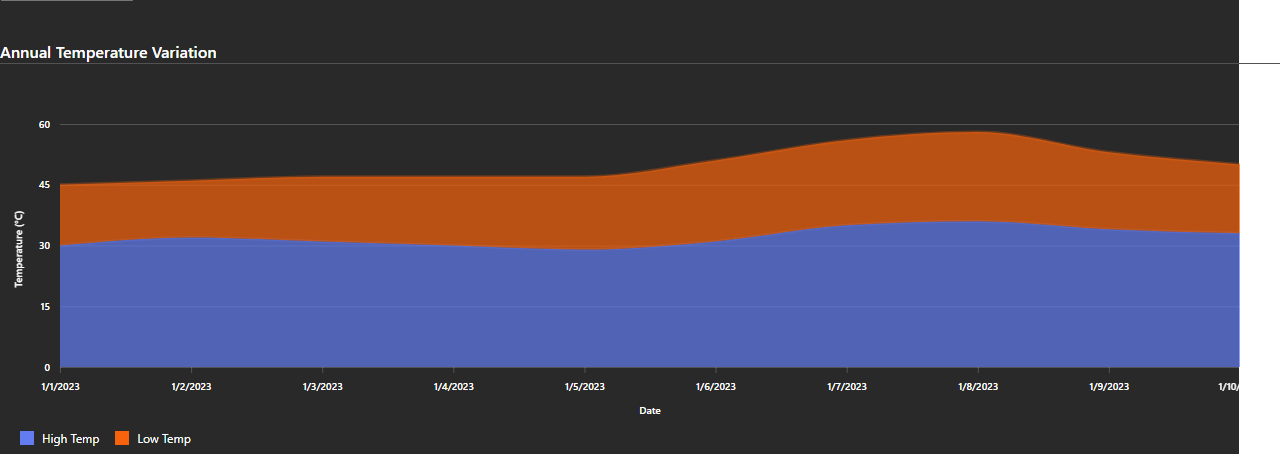 Annual Temperature Variation
60
45
30
15
0
Temperature (°C)
1/1/2023 1/2/2023 1/3/2023 1/4/2023 1/5/2023 1/6/2023 1/7/2023 1/8/2023 1/9/2023 1/10/
Date
High Temp Low Temp